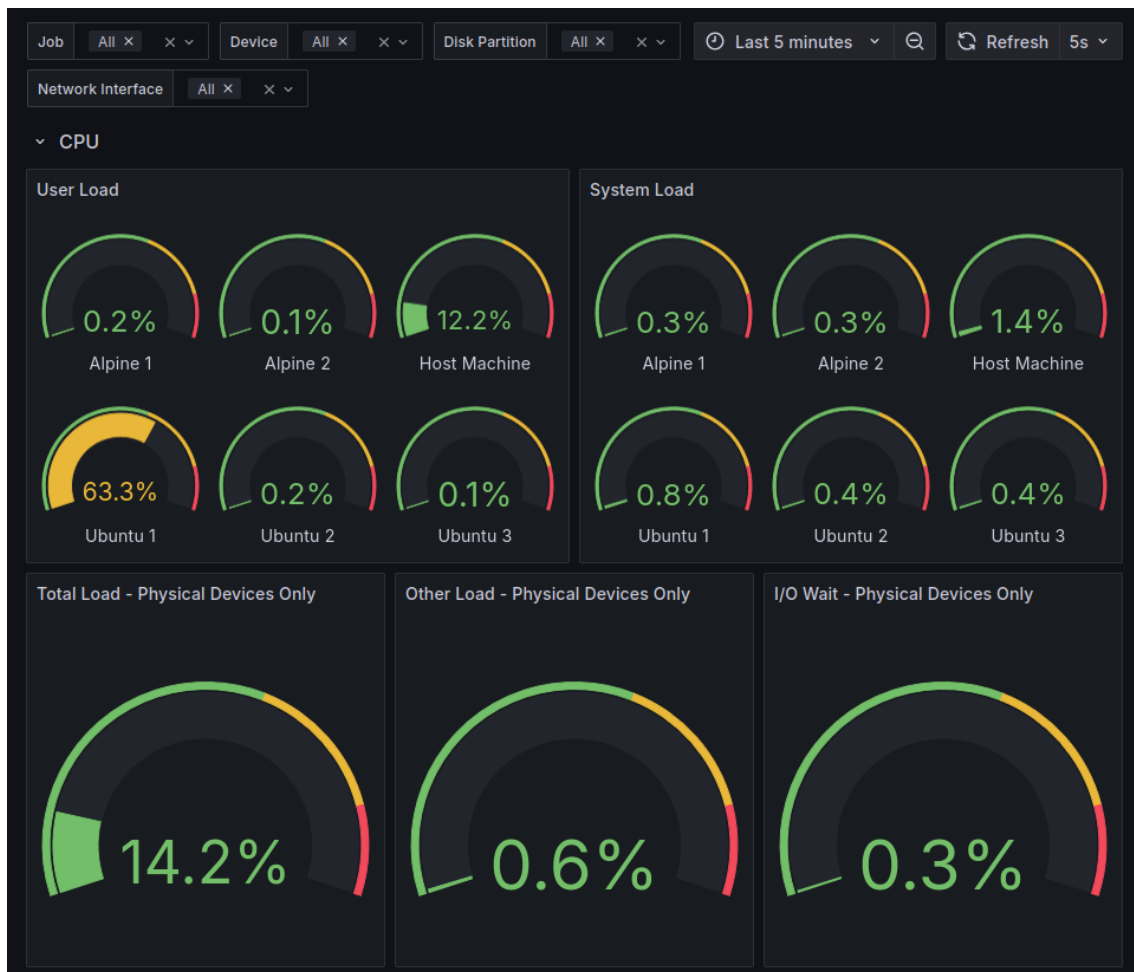 Job All Device All Disk Partition All Last 5 minutes Refresh 5s
Network Interface All
CPU
User Load
0.2% 0.1% 12.2%
Alpine 1 Alpine 2 Host Machine
63.3% 0.2% 0.1%
Ubuntu 1 Ubuntu 2 Ubuntu 3
System Load
0.3% 0.3% 1.4%
Alpine 1 Alpine 2 Host Machine
0.8% 0.4% 0.4%
Ubuntu 1 Ubuntu 2 Ubuntu 3
Total Load - Physical Devices Only
14.2%
Other Load - Physical Devices Only
0.6%
I/O Wait - Physical Devices Only
0.3%